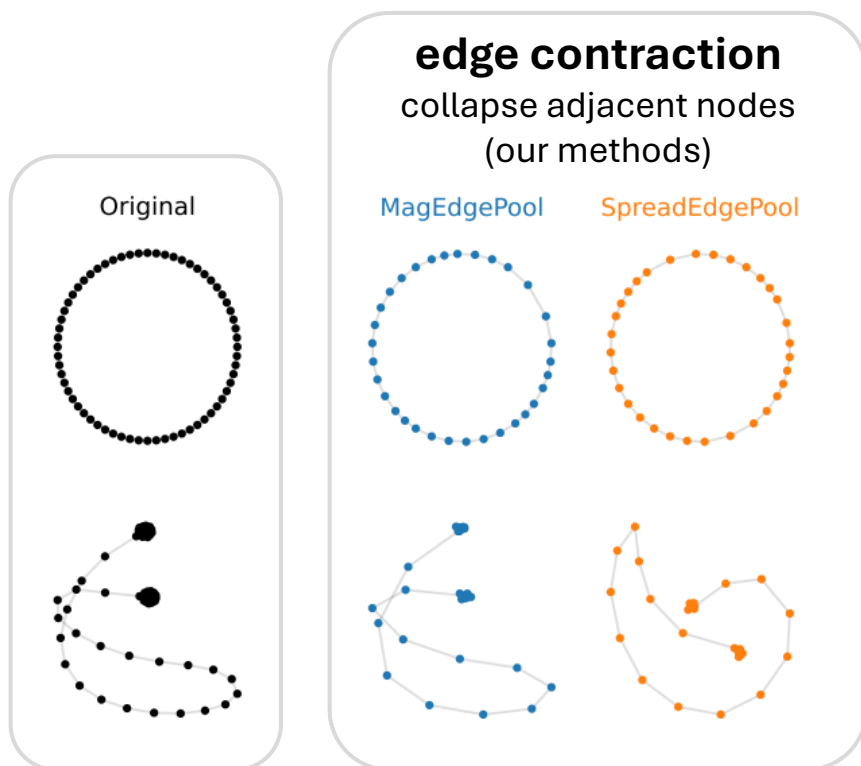 edge contraction
collapse adjacent nodes
(our methods)
Original
MagEdgePool
SpreadEdgePool